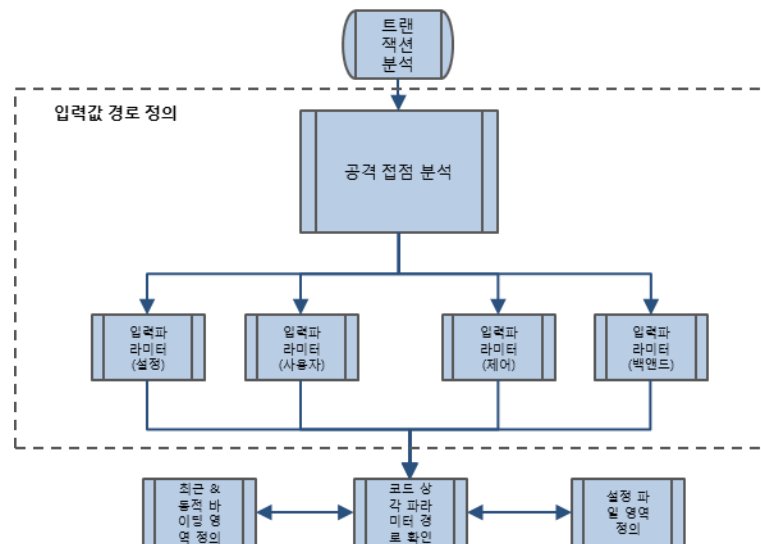 트랜
잭션
분석
입력값 경로 정의
공격 접점 분석
입력파
라미터
(설정)
입력파
라미터
(사용자)
입력파
라미터
(제어)
입력파
라미터
(백앤드)
최근 &
동적 바
이딩 영
역 정의
코드 상
각 파라
미터 경
로 확인
설정 파
일 영역
정의